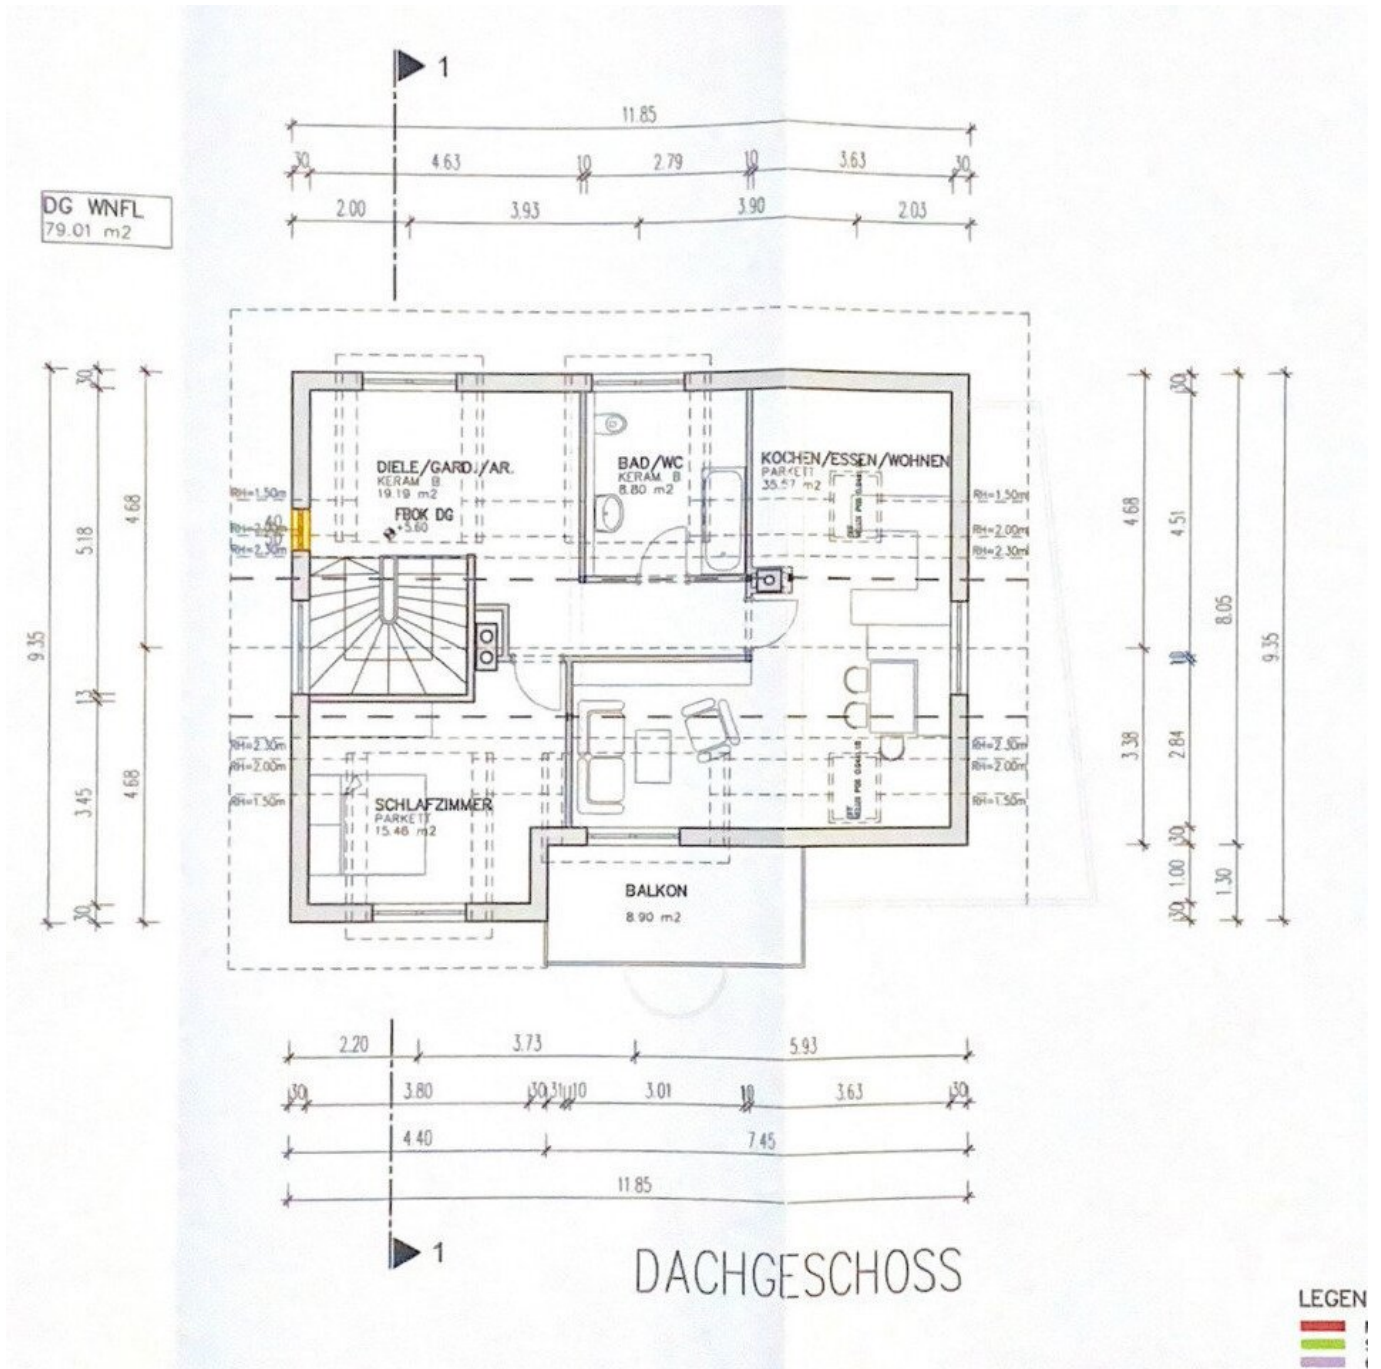 1
11.85
30 4.63 10 2.79 10 3.63 30
2.00 3.93 3.90 2.03
DG WNFL
79.01 m2
DIELE/GARD./AR.
KERAM B
19.19 m2
FBOK DG
+5.60
BAD/WC
KERAM B
8.80 m2
KOCHEN/ESSEN/WOHNEN
PARKETT
35.57 m2
RH=1.50m
RH=2.00m
RH=2.30m
RH=1.50m
RH=2.00m
RH=2.30m
30
5.18
13
3.45
30
4.68
4.68
9.35
4.68
3.38
30
4.51
10
2.84
30
1.00
30
8.05
1.30
9.35
RH=2.30m
RH=2.00m
RH=1.50m
RH=2.30m
RH=2.00m
RH=1.50m
SCHLAFZIMMER
PARKETT
15.46 m2
BALKON
8.90 m2
2.20 3.73 5.93
30 3.80 30 31 10 3.01 10 3.63 30
4.40 7.45
11.85
1
DACHGESCHOSS
LEGEN